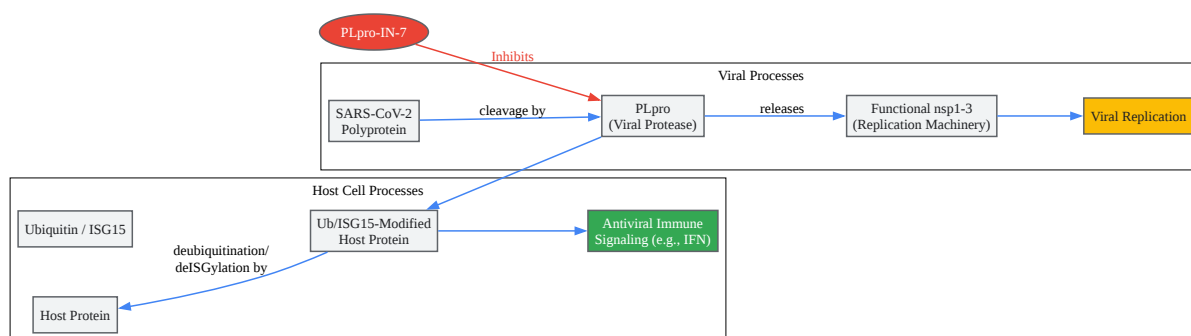 PLpro-IN-7
Inhibits
Viral Processes
SARS-CoV-2
Polyprotein
cleavage by
PLpro
(Viral Protease)
releases
Functional nsp1-3
(Replication Machinery)
Viral Replication
Host Cell Processes
Ubiquitin / ISG15
Ub/ISG15-Modified
Host Protein
Antiviral Immune
Signaling (e.g., IFN)
deubiquitination/
deISGylation by
Host Protein